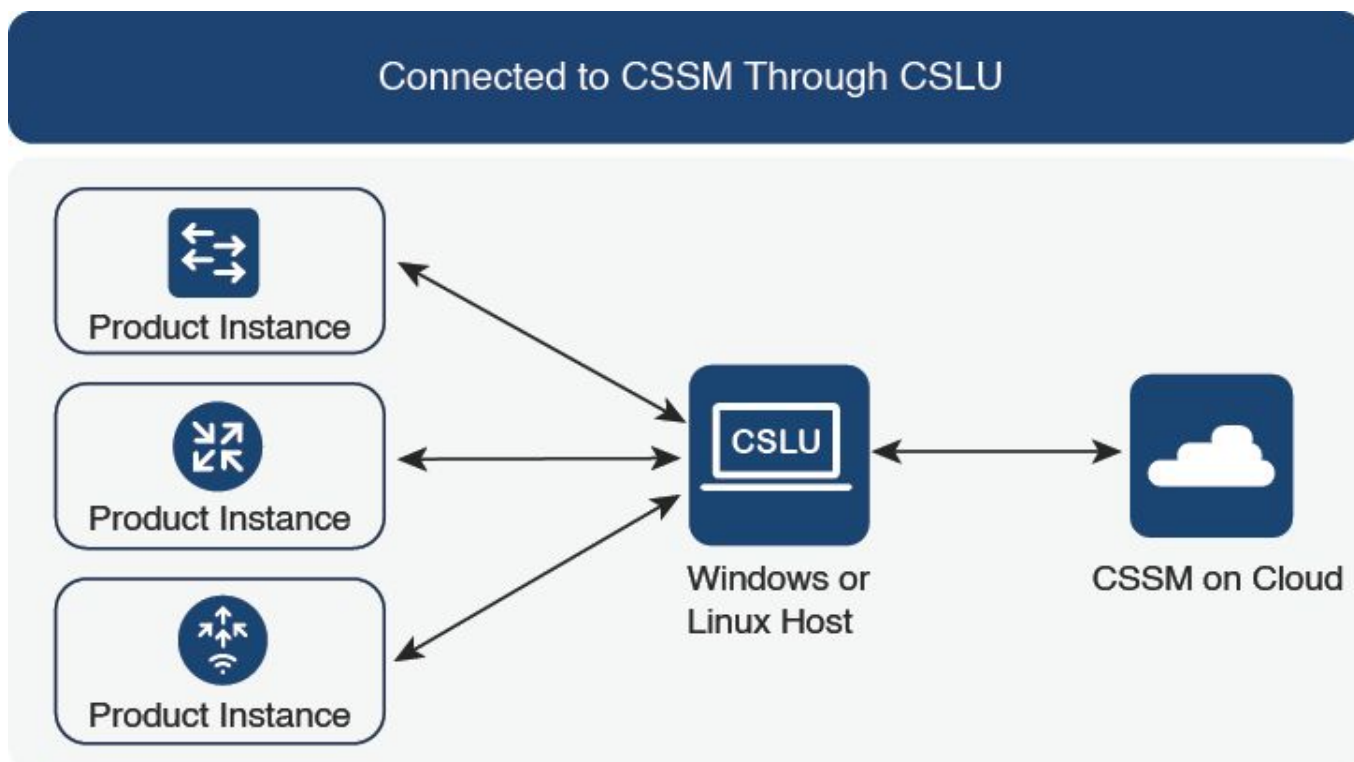 Connected to CSSM Through CSLU
Product Instance
Product Instance
Product Instance
CSLU
Windows or
Linux Host
CSSM on Cloud